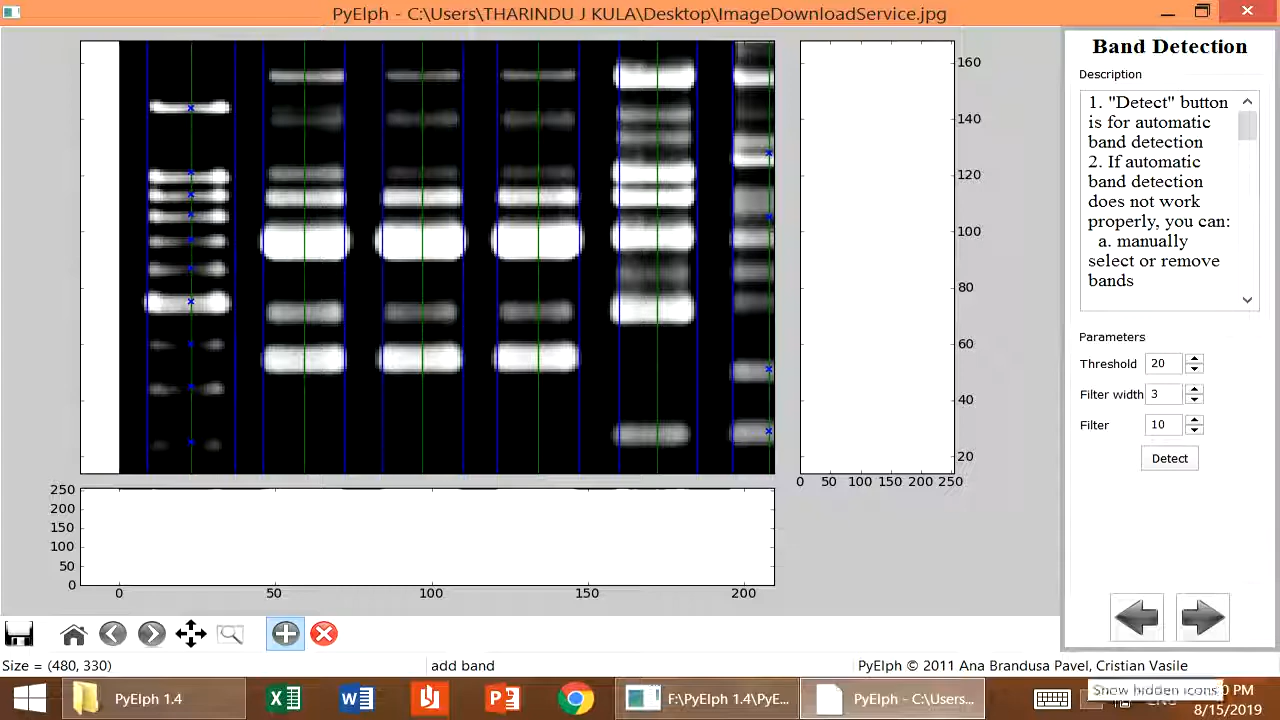 PyElph - C:\Users\THARINDU J KULA\Desktop\ImageDownloadService.jpg
Band Detection
Description
1. "Detect" button
is for automatic
band detection
2. If automatic
band detection
does not work
properly, you can:
a. manually
select or remove
bands
Parameters
Threshold 20
Filter width 3
Filter 10
Detect
160
140
120
100
80
60
40
20
0 50 100 150 200 250
250
200
150
100
50
0
0 50 100 150 200
Size = (480, 330)
add band
PyElph © 2011 Ana Brandusa Pavel, Cristian Vasile
PyElph 1.4
F:\PyElph 1.4\PyE...
PyElph - C:\Users...
Show hidden icons
0 PM
8/15/2019